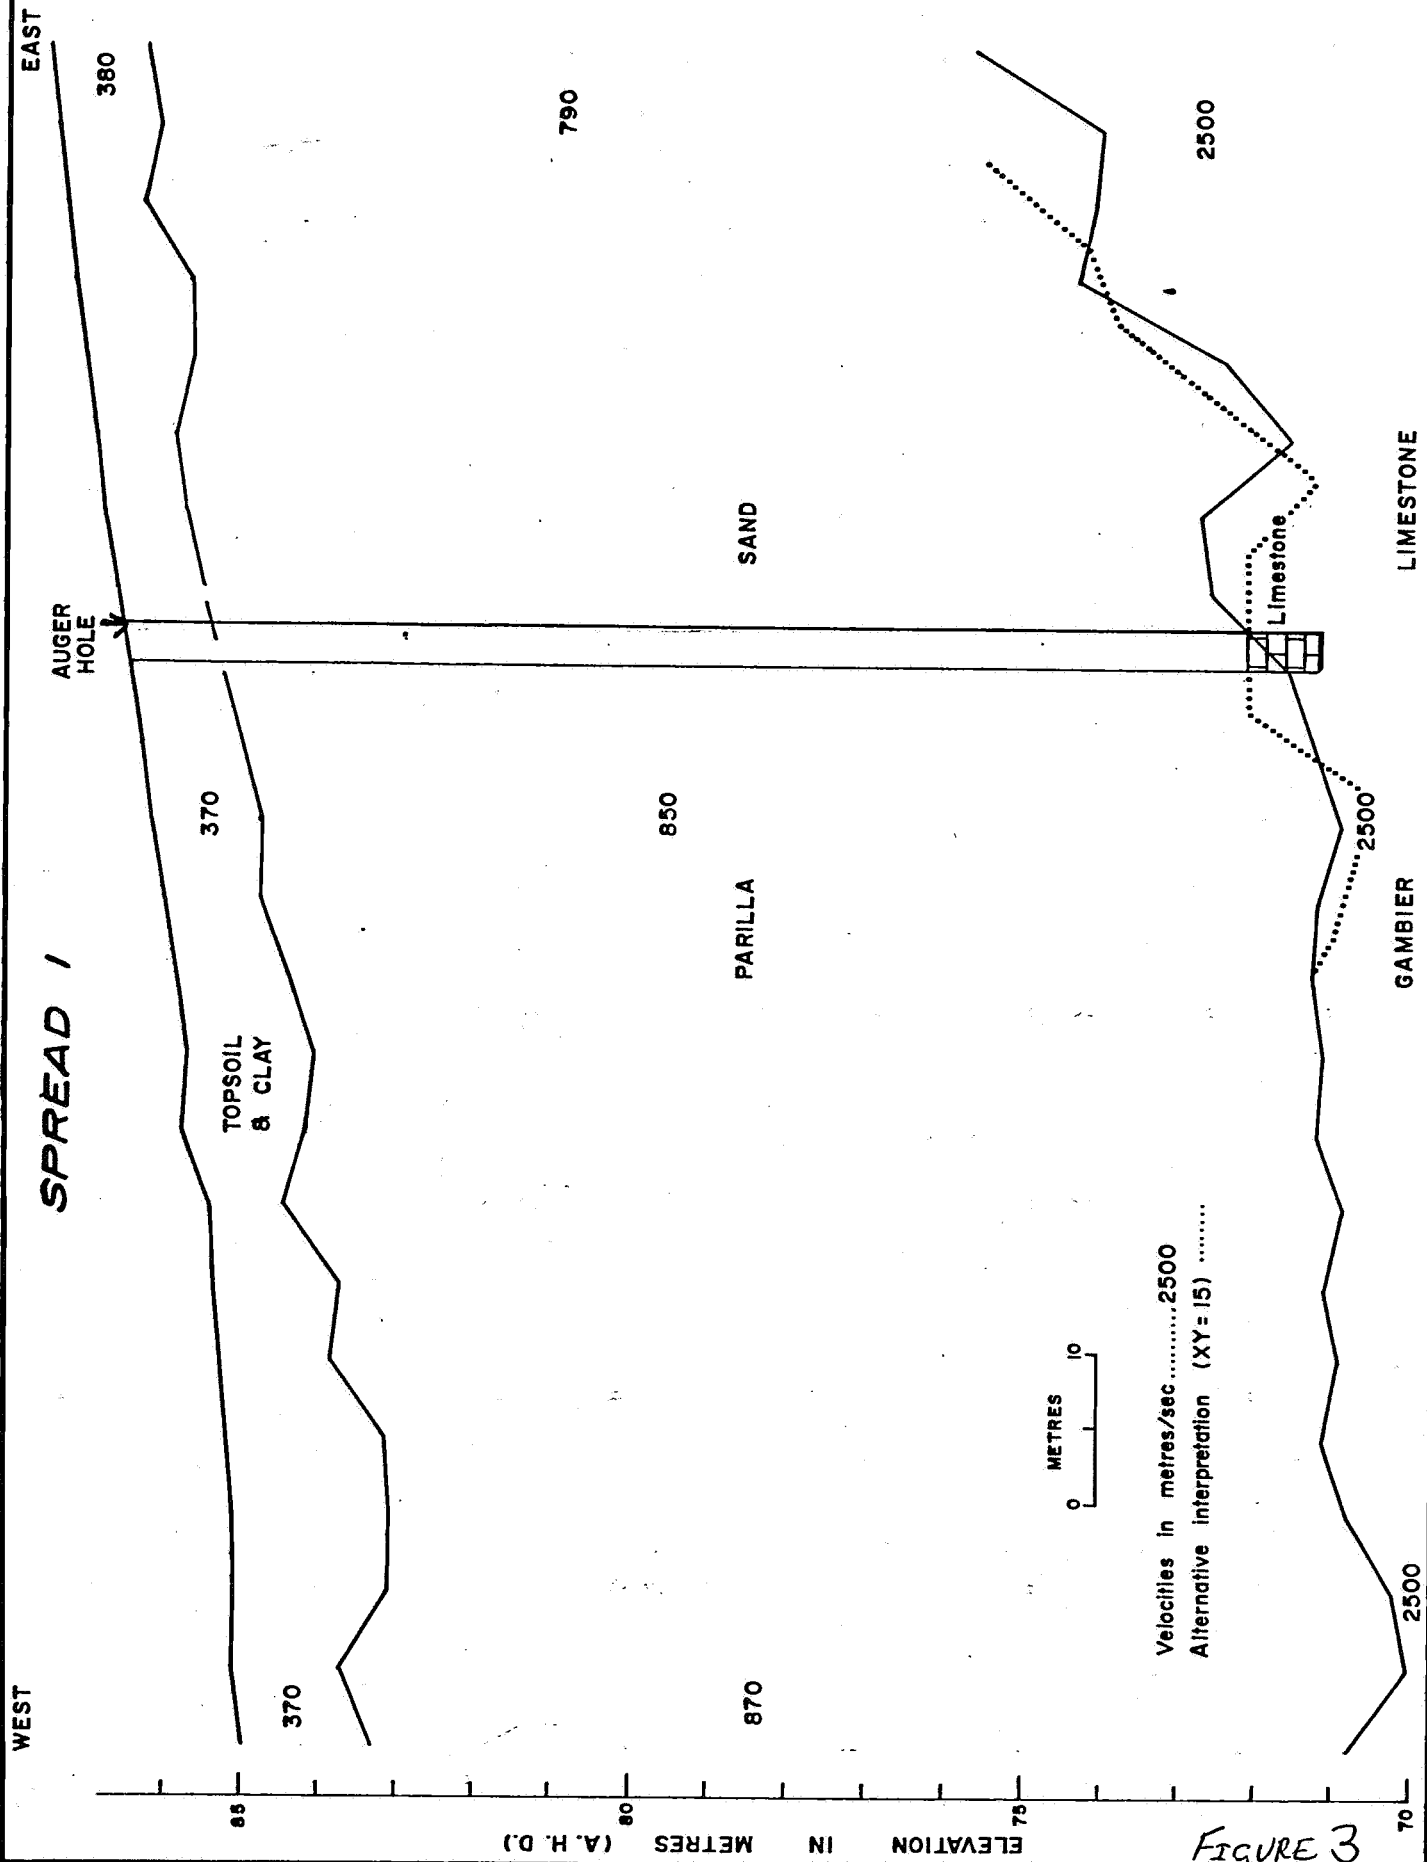 WEST
EAST
SPREAD 1
AUGER
HOLE
380
370
TOPSOIL
& CLAY
370
790
850
870
PARILLA SAND
Limestone
2500
2500
2500
GAMBIER LIMESTONE
METRES
0 10
Velocities in metres/sec..........2500
Alternative interpretation (XY=15) ........
85
80
75
70
ELEVATION IN METRES (A.H.D.)
FIGURE 3